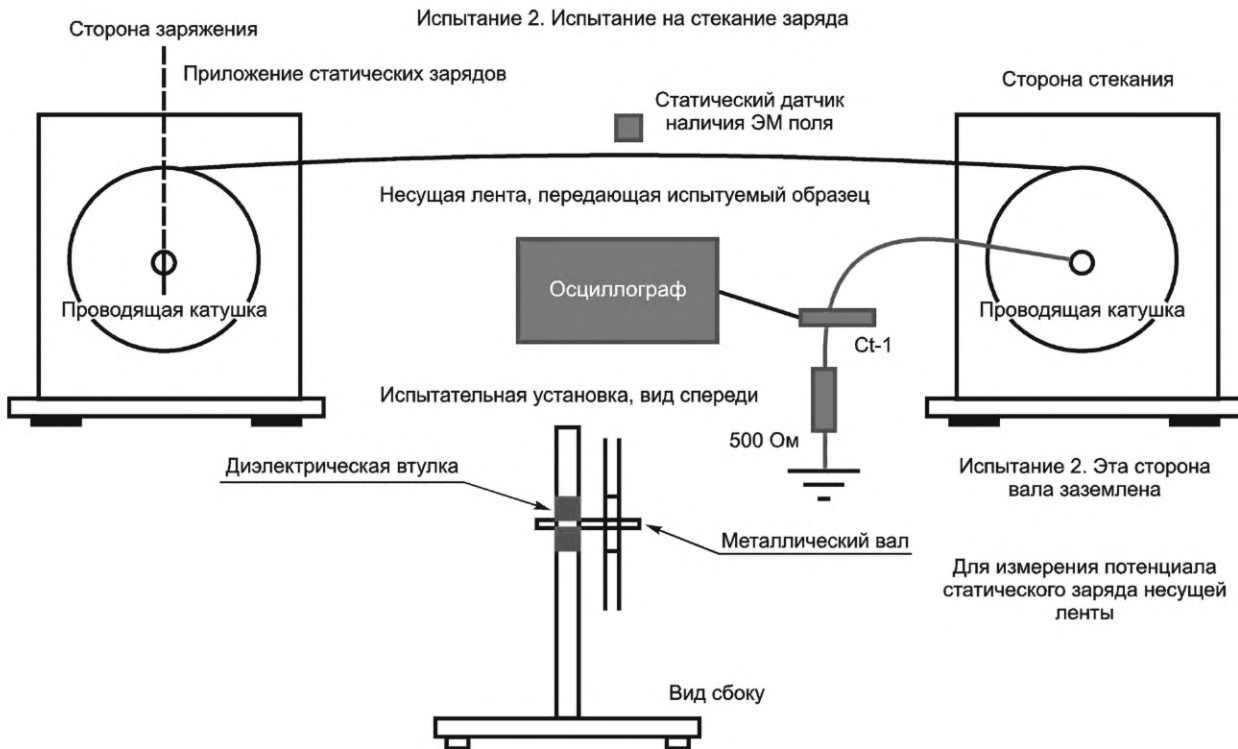 Испытание 2. Испытание на стекание заряда
Сторона заряжения
Приложение статических зарядов
Статический датчик
наличия ЭМ поля
Сторона стекания
Несущая лента, передающая испытуемый образец
Осциллограф
Проводящая катушка
Проводящая катушка
Ct-1
Испытательная установка, вид спереди
500 Ом
Диэлектрическая втулка
Испытание 2. Эта сторона
вала заземлена
Металлический вал
Для измерения потенциала
статического заряда несущей
ленты
Вид сбоку